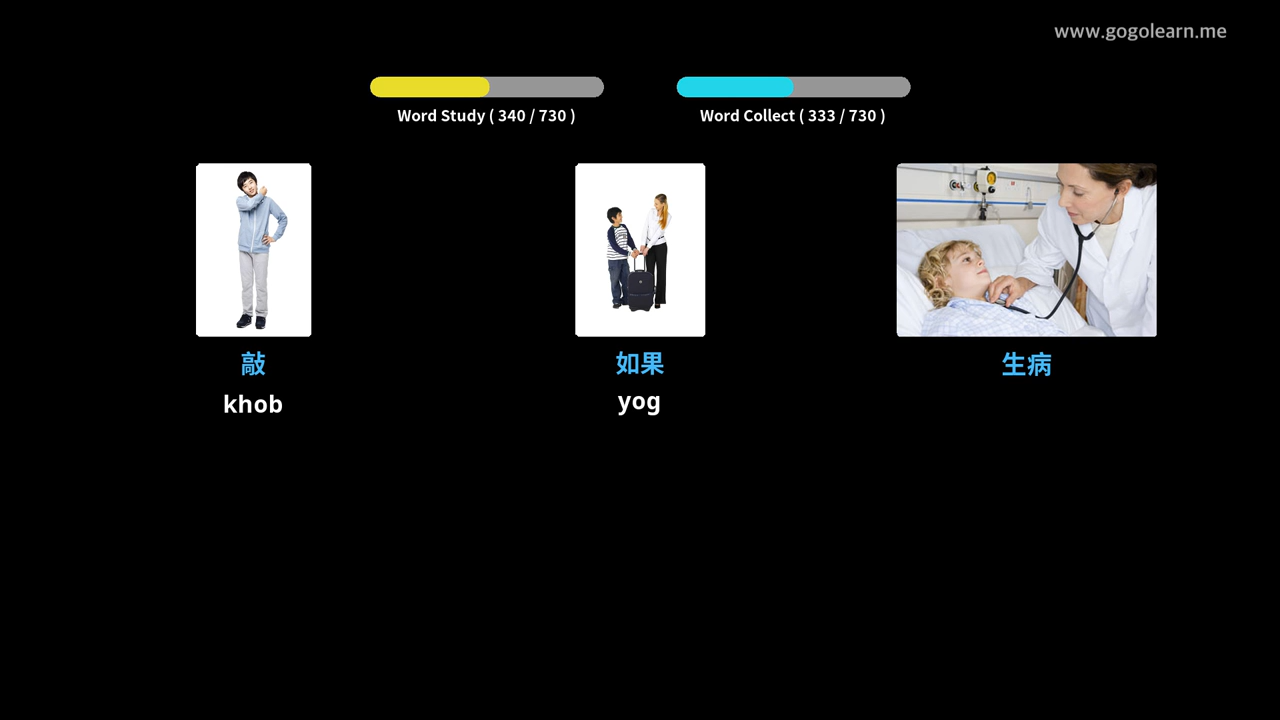 www.gogolearn.me
Word Study ( 340 / 730 )
Word Collect ( 333 / 730 )
敲
如果
生病
khob
yog